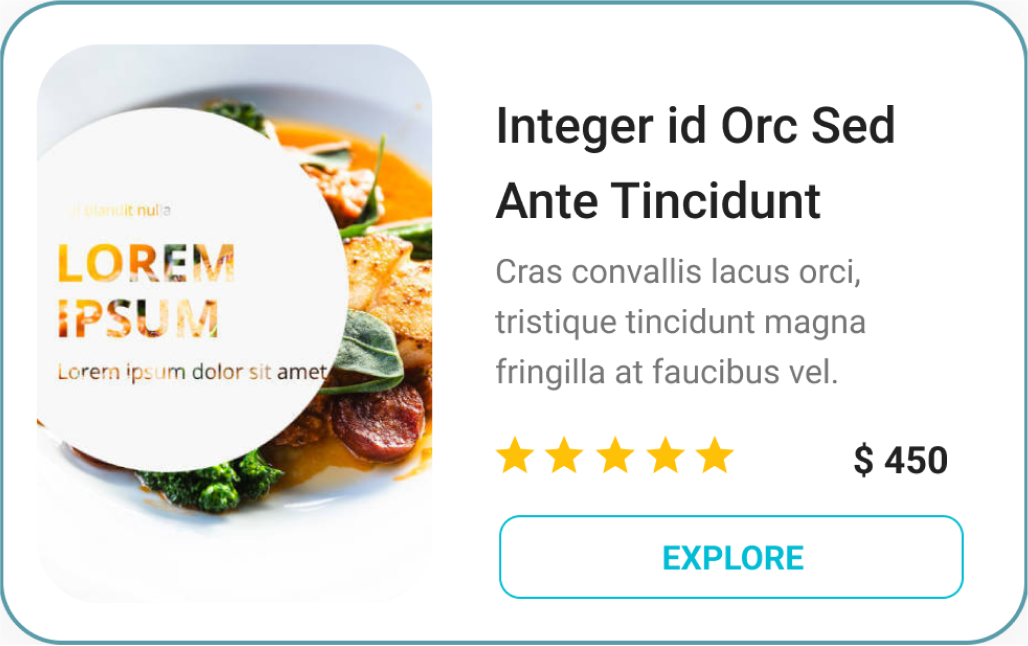 blandit nulla
LOREM
IPSUM
Lorem ipsum dolor sit amet
Integer id Orc Sed
Ante Tincidunt
Cras convallis lacus orci,
tristique tincidunt magna
fringilla at faucibus vel.
$ 450
EXPLORE